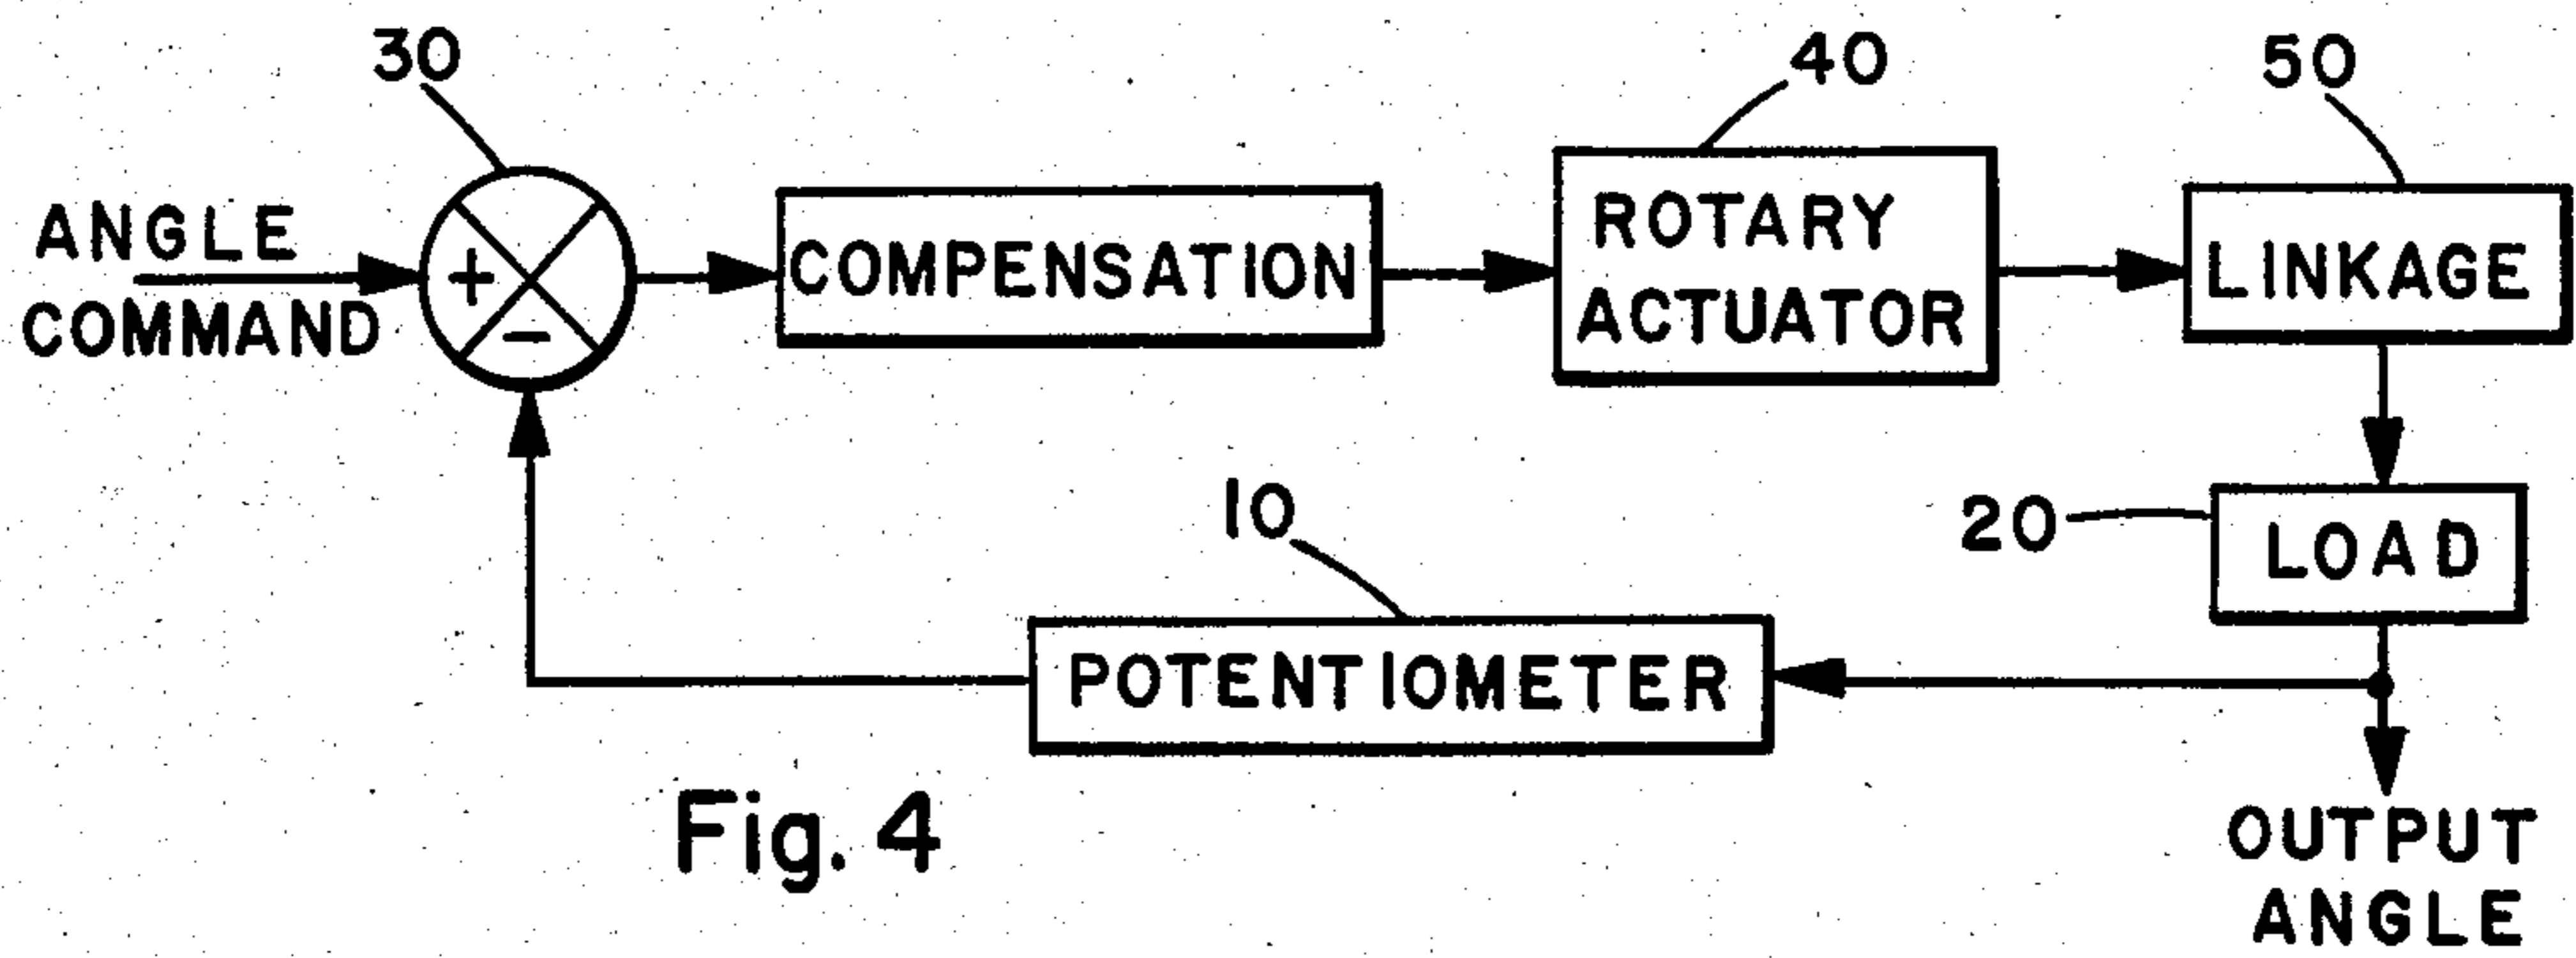 30
40
50
ANGLE
COMMAND
+
−
COMPENSATION
ROTARY
ACTUATOR
LINKAGE
20
LOAD
10
POTENTIOMETER
Fig. 4
OUTPUT
ANGLE